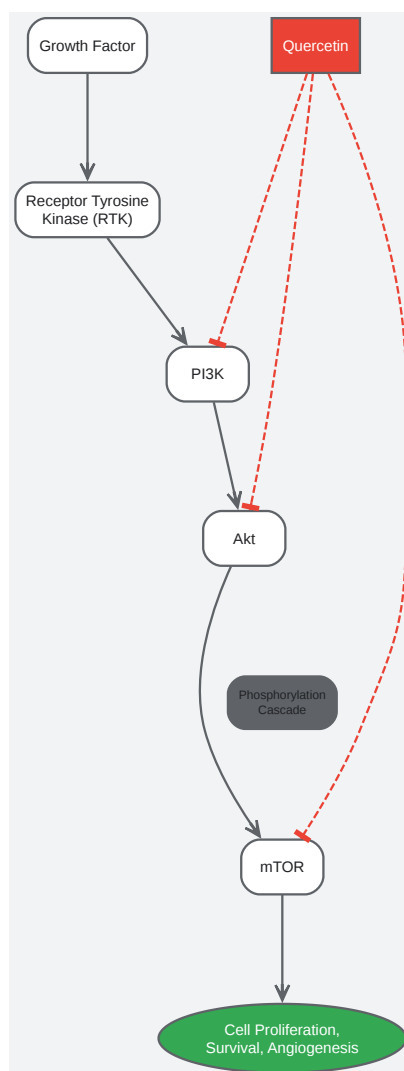 Growth Factor
Quercetin
Receptor Tyrosine
Kinase (RTK)
PI3K
Akt
Phosphorylation
Cascade
mTOR
Cell Proliferation,
Survival, Angiogenesis